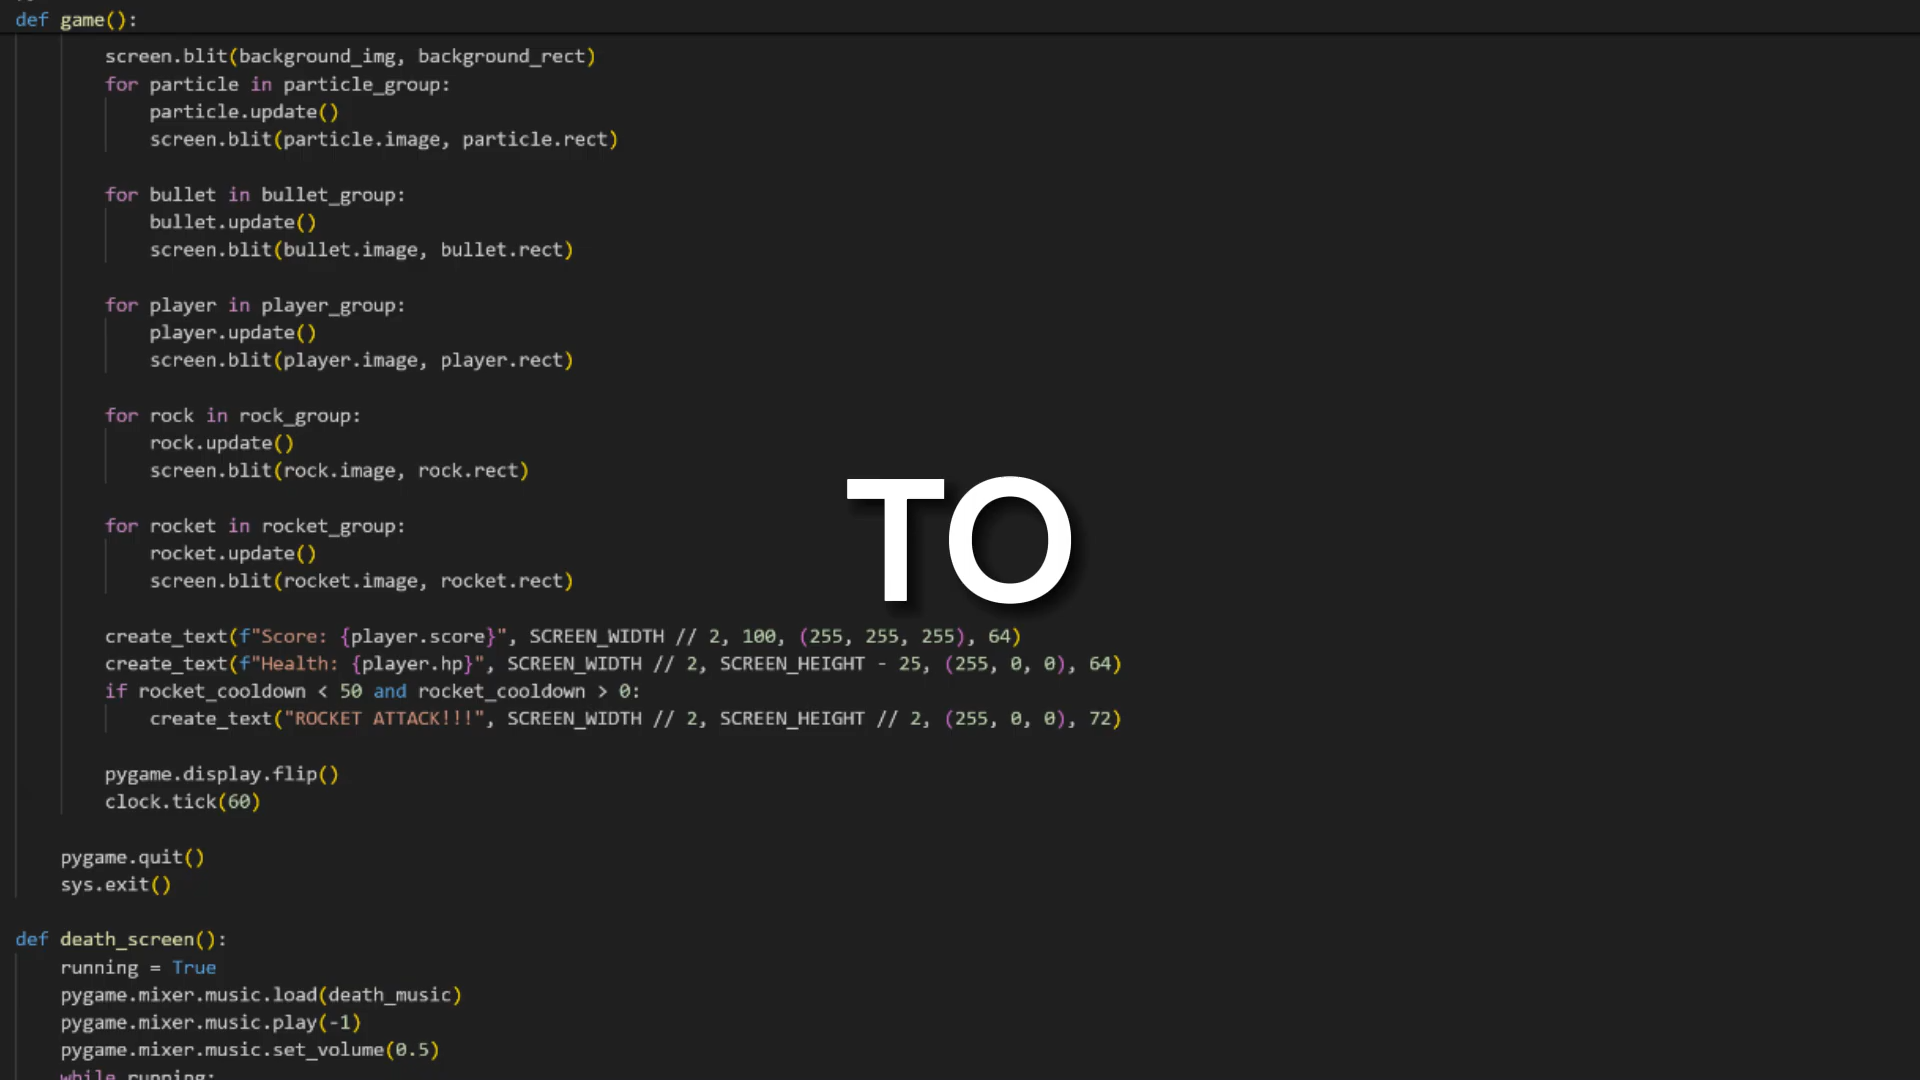 def game():
screen.blit(background_img, background_rect)
for particle in particle_group:
particle.update()
screen.blit(particle.image, particle.rect)
for bullet in bullet_group:
bullet.update()
screen.blit(bullet.image, bullet.rect)
for player in player_group:
player.update()
screen.blit(player.image, player.rect)
for rock in rock_group:
rock.update()
screen.blit(rock.image, rock.rect)
for rocket in rocket_group:
rocket.update()
screen.blit(rocket.image, rocket.rect)
TO
create_text(f"Score: {player.score}", SCREEN_WIDTH // 2, 100, (255, 255, 255), 64)
create_text(f"Health: {player.hp}", SCREEN_WIDTH // 2, SCREEN_HEIGHT - 25, (255, 0, 0), 64)
if rocket_cooldown < 50 and rocket_cooldown > 0:
create_text("ROCKET ATTACK!!!", SCREEN_WIDTH // 2, SCREEN_HEIGHT // 2, (255, 0, 0), 72)
pygame.display.flip()
clock.tick(60)
pygame.quit()
sys.exit()
def death_screen():
running = True
pygame.mixer.music.load(death_music)
pygame.mixer.music.play(-1)
pygame.mixer.music.set_volume(0.5)
while running: